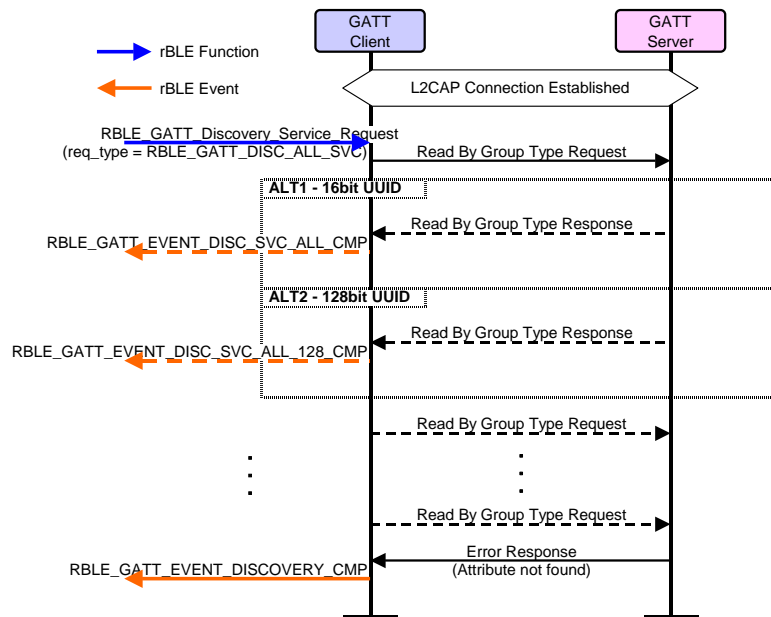 GATT
Client
GATT
Server
rBLE Function
rBLE Event
L2CAP Connection Established
RBLE_GATT_Discovery_Service_Request
(req_type = RBLE_GATT_DISC_ALL_SVC)
Read By Group Type Request
ALT1 - 16bit UUID
Read By Group Type Response
RBLE_GATT_EVENT_DISC_SVC_ALL_CMP
ALT2 - 128bit UUID
Read By Group Type Response
RBLE_GATT_EVENT_DISC_SVC_ALL_128_CMP
Read By Group Type Request
Read By Group Type Request
Error Response
(Attribute not found)
RBLE_GATT_EVENT_DISCOVERY_CMP